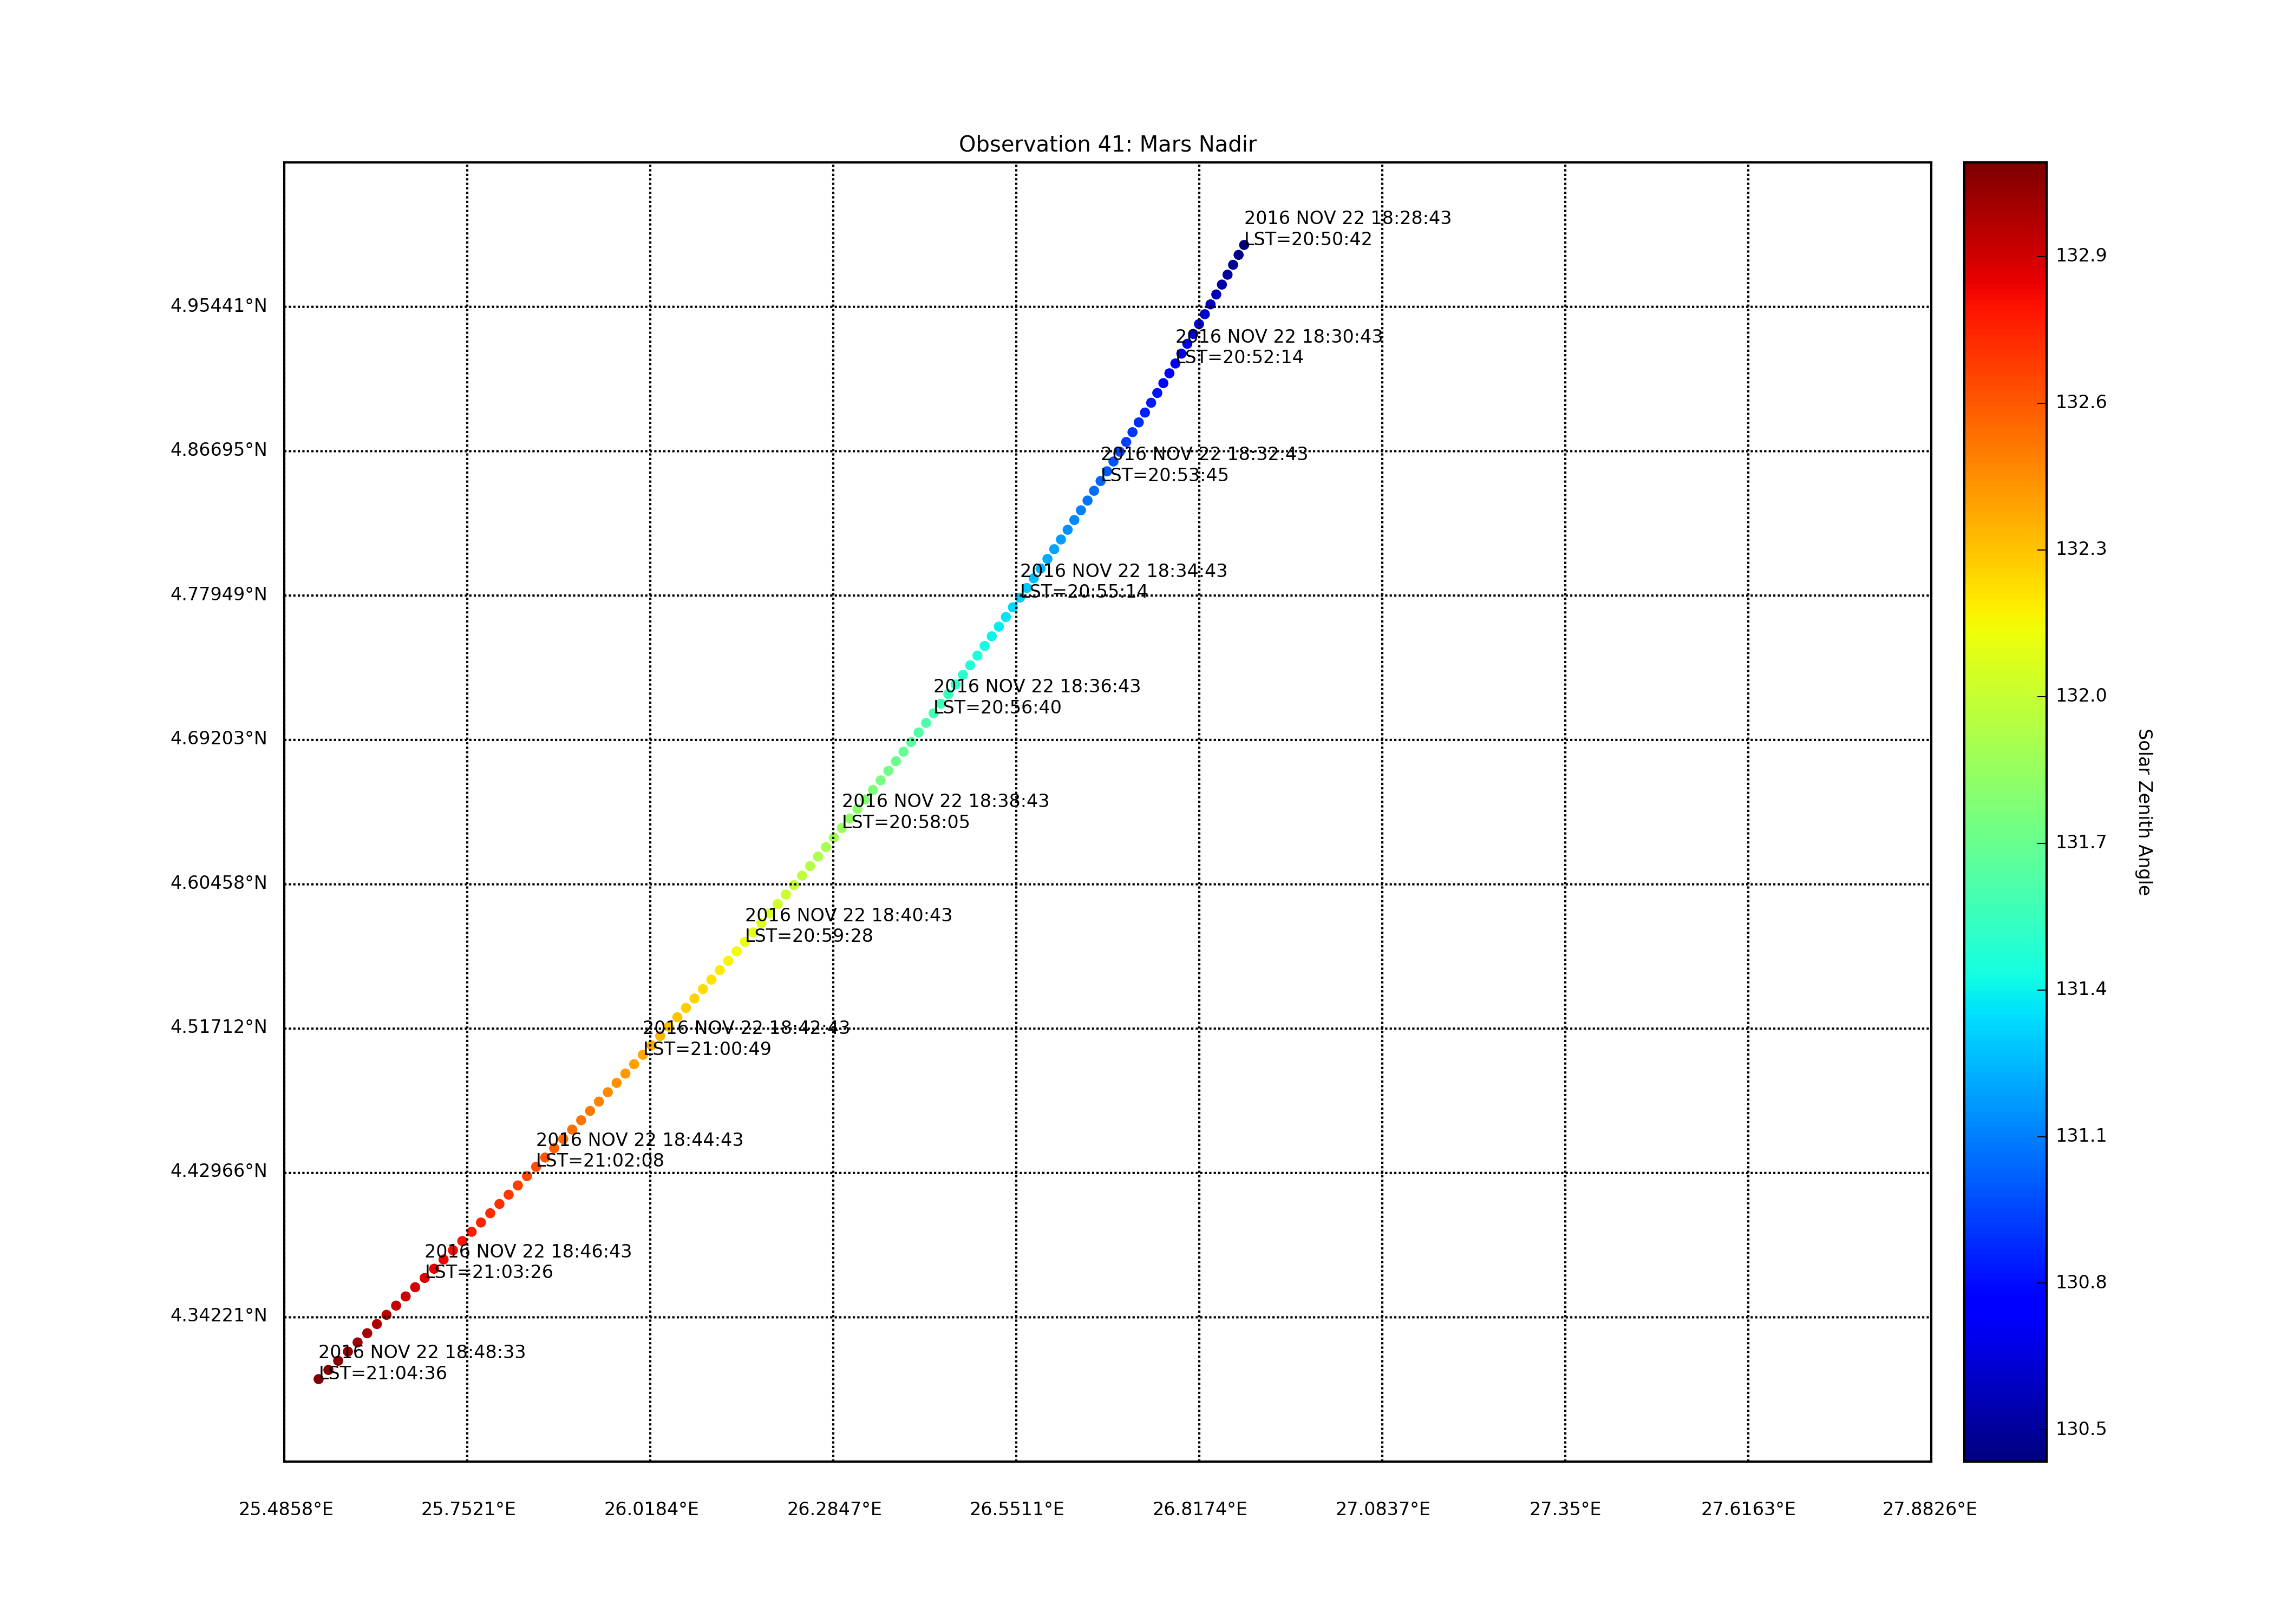 Observation 41: Mars Nadir
2016 NOV 22 18:28:43
LST=20:50:42
2016 NOV 22 18:30:43
LST=20:52:14
2016 NOV 22 18:32:43
LST=20:53:45
2016 NOV 22 18:34:43
LST=20:55:14
2016 NOV 22 18:36:43
LST=20:56:40
2016 NOV 22 18:38:43
LST=20:58:05
2016 NOV 22 18:40:43
LST=20:59:28
2016 NOV 22 18:42:43
LST=21:00:49
2016 NOV 22 18:44:43
LST=21:02:08
2016 NOV 22 18:46:43
LST=21:03:26
2016 NOV 22 18:48:33
LST=21:04:36
4.95441°N
4.86695°N
4.77949°N
4.69203°N
4.60458°N
4.51712°N
4.42966°N
4.34221°N
25.4858°E
25.7521°E
26.0184°E
26.2847°E
26.5511°E
26.8174°E
27.0837°E
27.35°E
27.6163°E
27.8826°E
132.9
132.6
132.3
132.0
131.7
131.4
131.1
130.8
130.5
Solar Zenith Angle